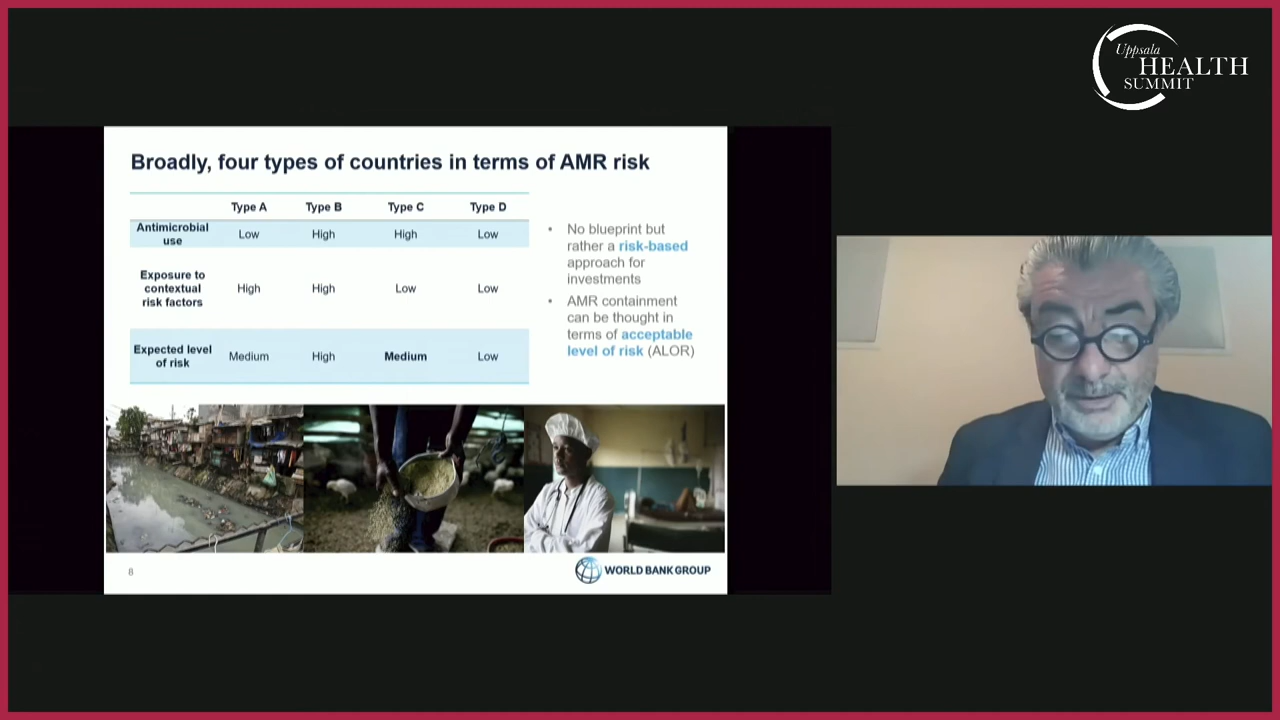 Uppsala
HEALTH
SUMMIT
Broadly, four types of countries in terms of AMR risk
Type A Type B Type C Type D
Antimicrobial
use
Low High High Low
Exposure to
contextual
risk factors
High High Low Low
Expected level
of risk
Medium High Medium Low
• No blueprint but
rather a risk-based
approach for
investments
• AMR containment
can be thought in
terms of acceptable
level of risk (ALOR)
8
WORLD BANK GROUP